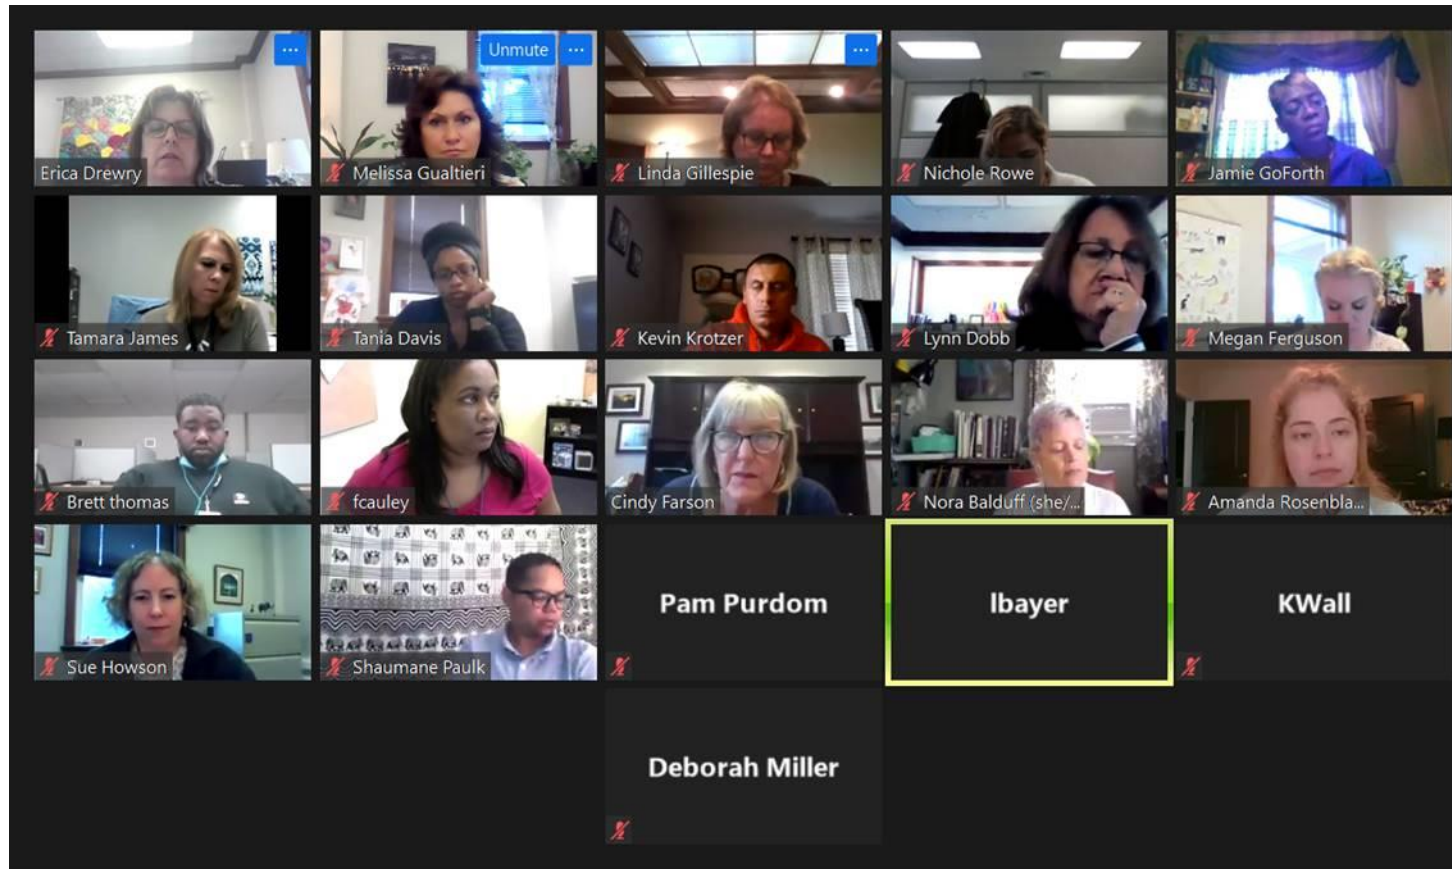 Unmute
Erica Drewry
Melissa Gualtieri
Linda Gillespie
Nichole Rowe
Jamie GoForth
Tamara James
Tania Davis
Kevin Krotzer
Lynn Dobb
Megan Ferguson
Brett thomas
fcauley
Cindy Farson
Nora Balduff (she/...
Amanda Rosenbla...
Sue Howson
Shaumane Paulk
Pam Purdom
lbayer
KWall
Deborah Miller